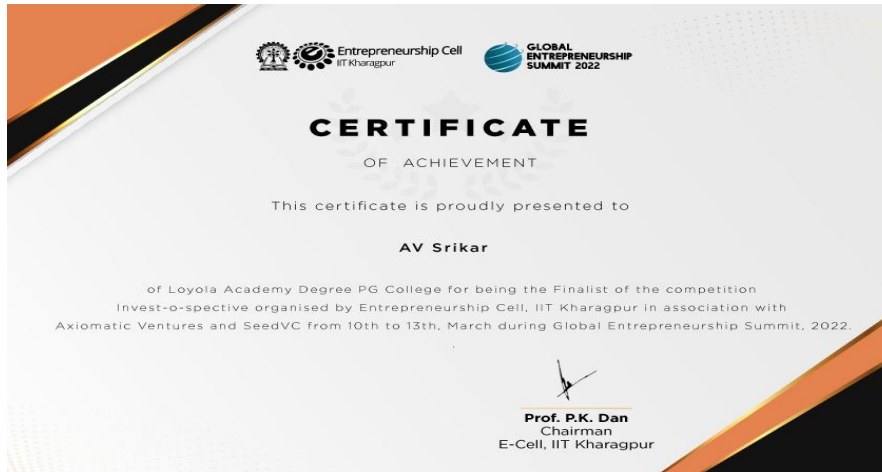 Entrepreneurship Cell
IIT Kharagpur
GLOBAL
ENTREPRENEURSHIP
SUMMIT 2022
CERTIFICATE
OF ACHIEVEMENT
This certificate is proudly presented to
AV Srikar
of Loyola Academy Degree PG College for being the Finalist of the competition
Invest-o-spective organised by Entrepreneurship Cell, IIT Kharagpur in association with
Axiomatic Ventures and SeedVC from 10th to 13th, March during Global Entrepreneurship Summit, 2022.
.
Prof. P.K. Dan
Chairman
E-Cell, IIT Kharagpur